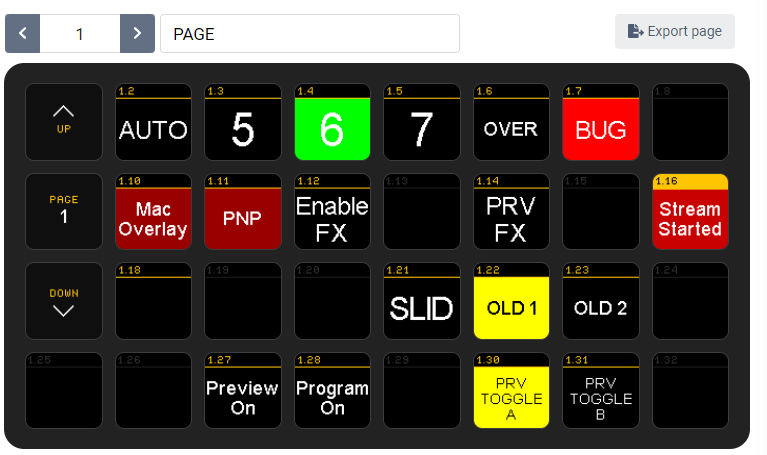 1
PAGE
Export page
UP
1.2
AUTO
1.3
5
1.4
6
1.5
7
1.6
OVER
1.7
BUG
1.8
PAGE
1
1.10
Mac
Overlay
1.11
PNP
1.12
Enable
FX
1.13
1.14
PRV
FX
1.15
1.16
Stream
Started
DOWN
1.18
1.19
1.20
1.21
SLID
1.22
OLD 1
1.23
OLD 2
1.24
1.25
1.26
1.27
Preview
On
1.28
Program
On
1.29
1.30
PRV
TOGGLE
A
1.31
PRV
TOGGLE
B
1.32